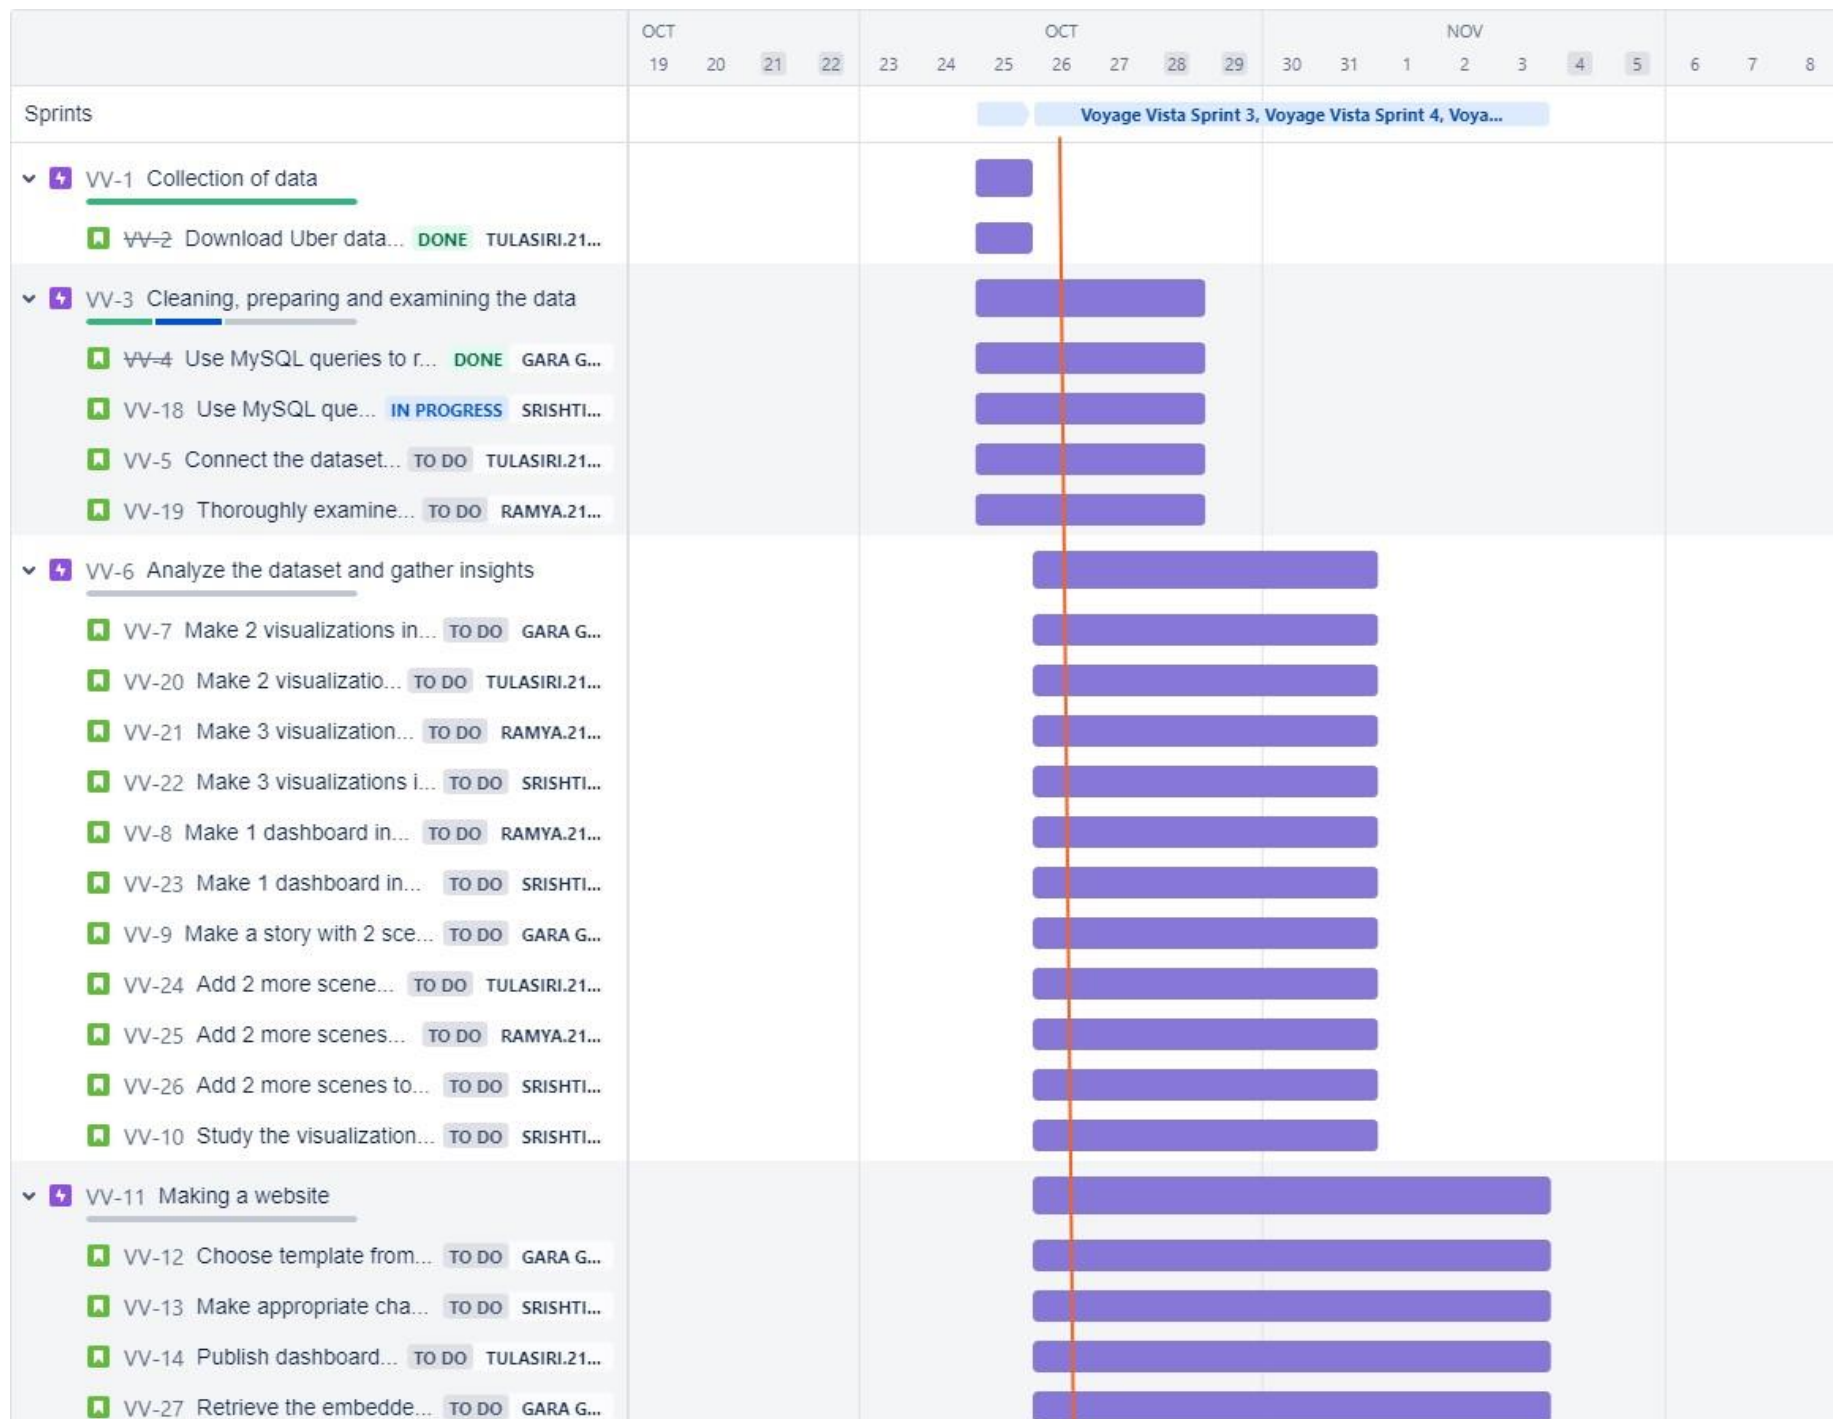 OCT OCT NOV
19 20 21 22 23 24 25 26 27 28 29 30 31 1 2 3 4 5 6 7 8
Sprints Voyage Vista Sprint 3, Voyage Vista Sprint 4, Voya...
VV-1 Collection of data
VV-2 Download Uber data... DONE TULASIRI.21...
VV-3 Cleaning, preparing and examining the data
VV-4 Use MySQL queries to r... DONE GARA G...
VV-18 Use MySQL que... IN PROGRESS SRISHTI...
VV-5 Connect the dataset... TO DO TULASIRI.21...
VV-19 Thoroughly examine... TO DO RAMYA.21...
VV-6 Analyze the dataset and gather insights
VV-7 Make 2 visualizations in... TO DO GARA G...
VV-20 Make 2 visualizatio... TO DO TULASIRI.21...
VV-21 Make 3 visualization... TO DO RAMYA.21...
VV-22 Make 3 visualizations i... TO DO SRISHTI...
VV-8 Make 1 dashboard in... TO DO RAMYA.21...
VV-23 Make 1 dashboard in... TO DO SRISHTI...
VV-9 Make a story with 2 sce... TO DO GARA G...
VV-24 Add 2 more scene... TO DO TULASIRI.21...
VV-25 Add 2 more scenes... TO DO RAMYA.21...
VV-26 Add 2 more scenes to... TO DO SRISHTI...
VV-10 Study the visualization... TO DO SRISHTI...
VV-11 Making a website
VV-12 Choose template from... TO DO GARA G...
VV-13 Make appropriate cha... TO DO SRISHTI...
VV-14 Publish dashboard... TO DO TULASIRI.21...
VV-27 Retrieve the embedde... TO DO GARA G...